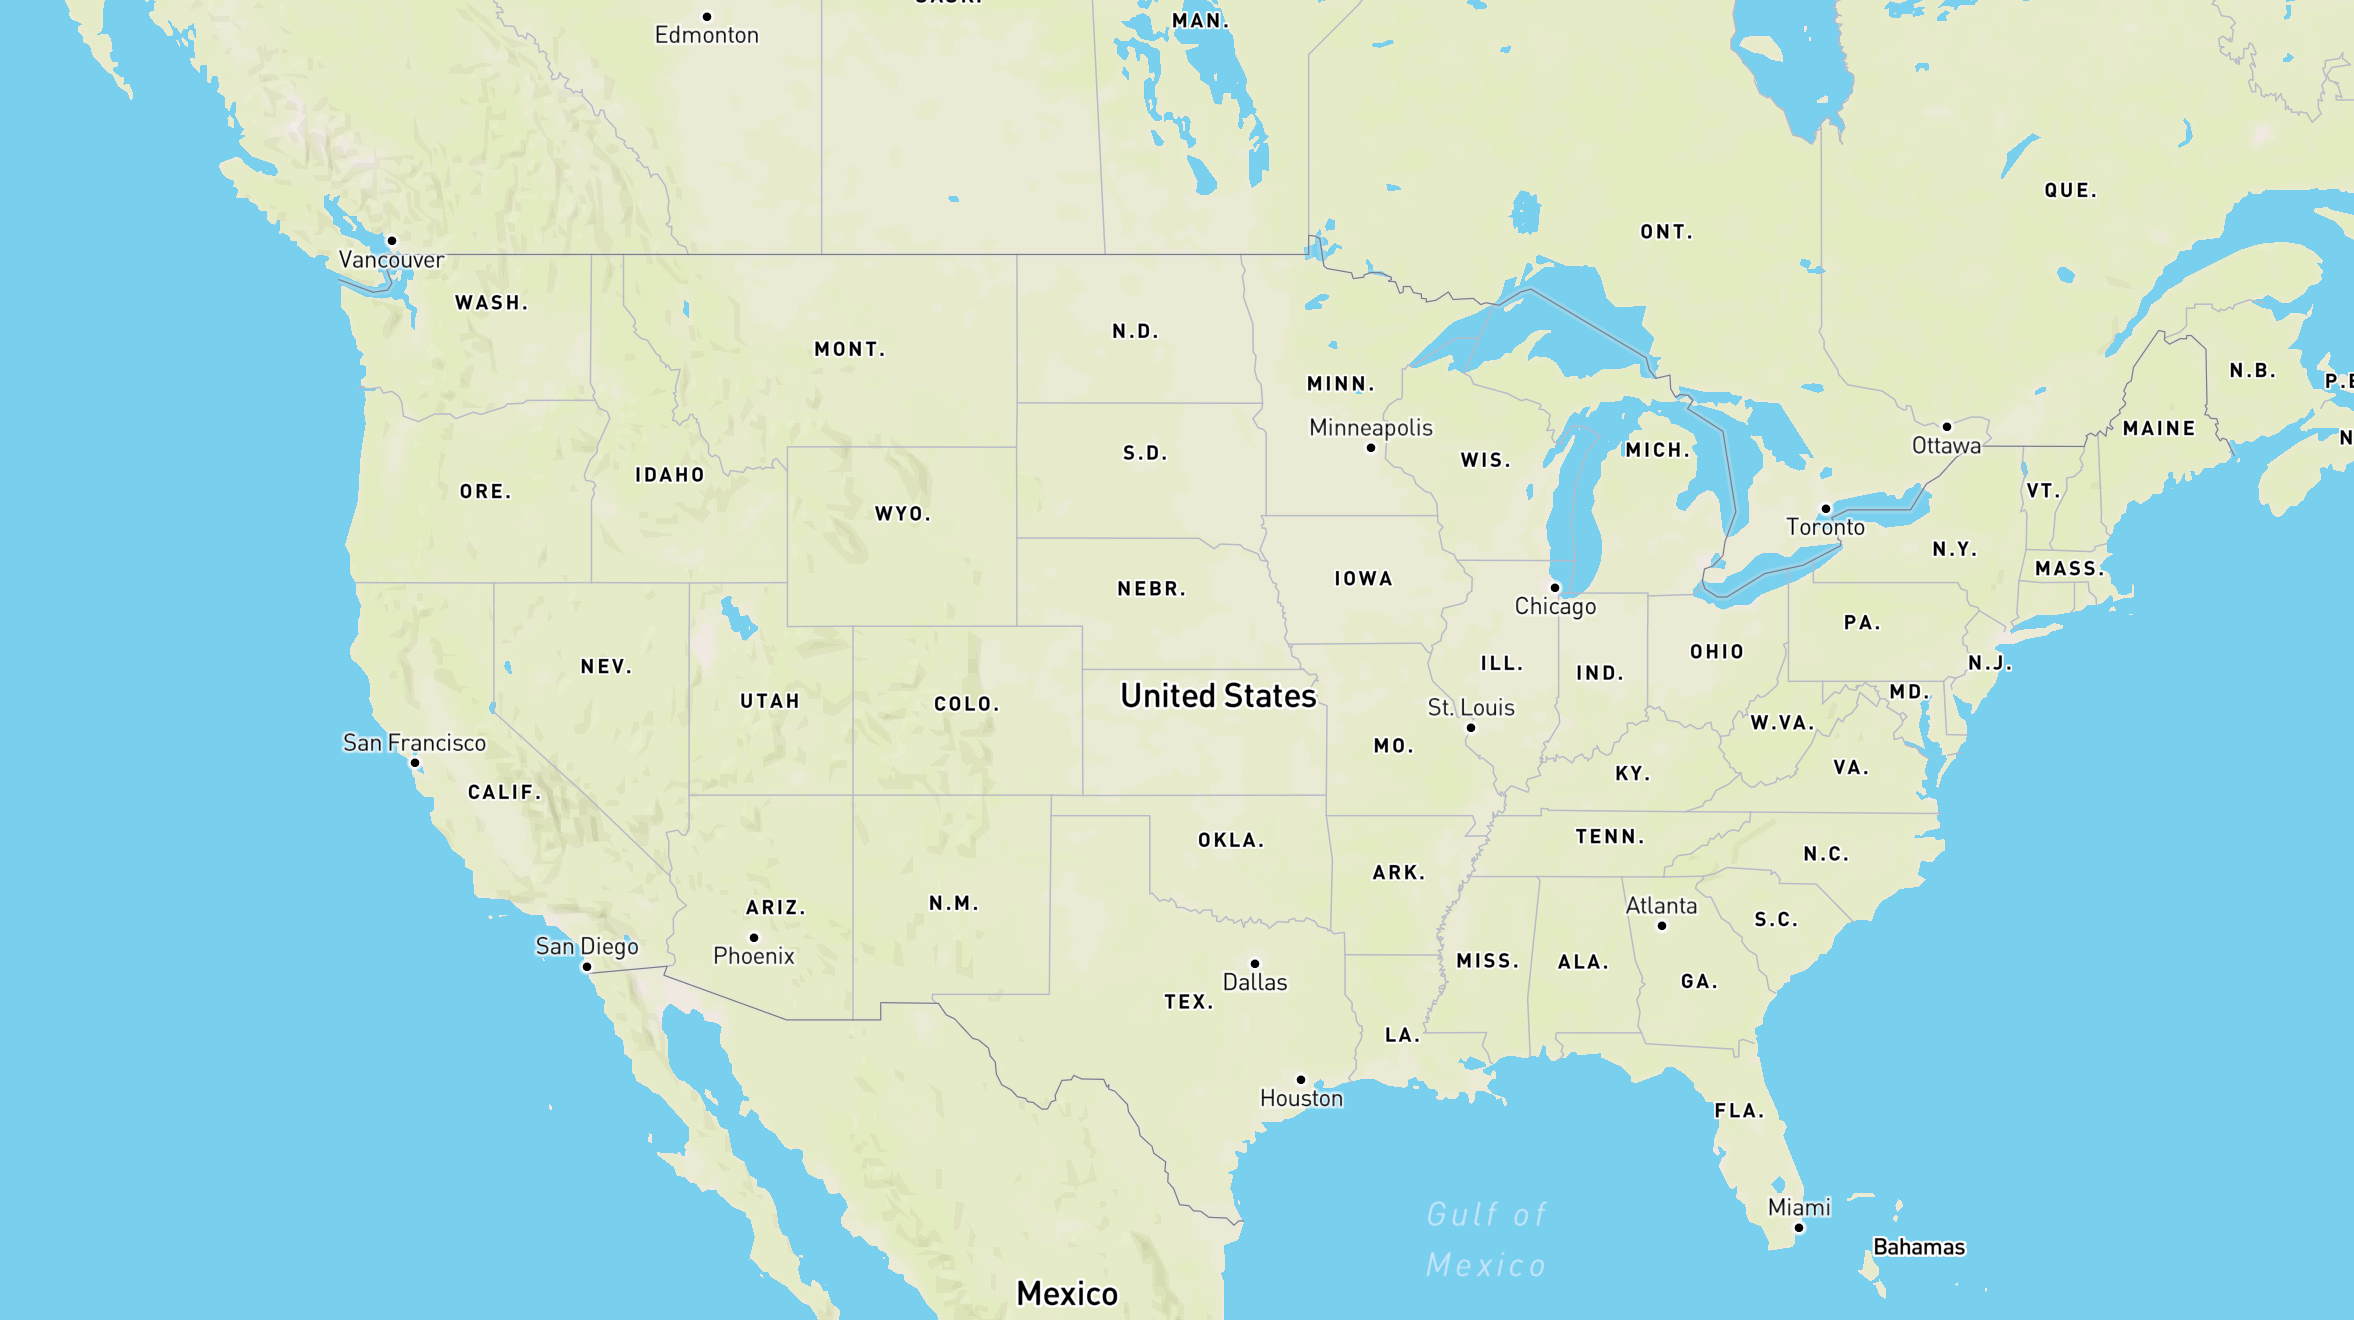 MAN.
Edmonton
QUE.
ONT.
Vancouver
WASH.
N.D.
MONT.
N.B.
MINN.
Minneapolis
MAINE
Ottawa
MICH.
S.D.
WIS.
IDAHO
ORE.
VT.
WYO.
Toronto
N.Y.
MASS.
IOWA
NEBR.
Chicago
PA.
OHIO
N.J.
ILL.
NEV.
IND.
MD.
United States
UTAH
COLO.
St. Louis
W.VA.
San Francisco
MO.
VA.
KY.
CALIF.
TENN.
OKLA.
N.C.
ARK.
N.M.
Atlanta
ARIZ.
S.C.
San Diego
Phoenix
MISS.
ALA.
GA.
Dallas
TEX.
LA.
Houston
FLA.
Miami
Gulf of
Mexico
Bahamas
Mexico